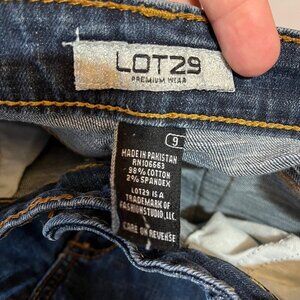 LOT29
PREMIUM WEAR
9
MADE IN PAKISTAN
RN106663
98% COTTON
2% SPANDEX
LOT29 IS A
TRADEMARK OF
FASHIONSTUDIO,LLC.
CARE ON REVERSE